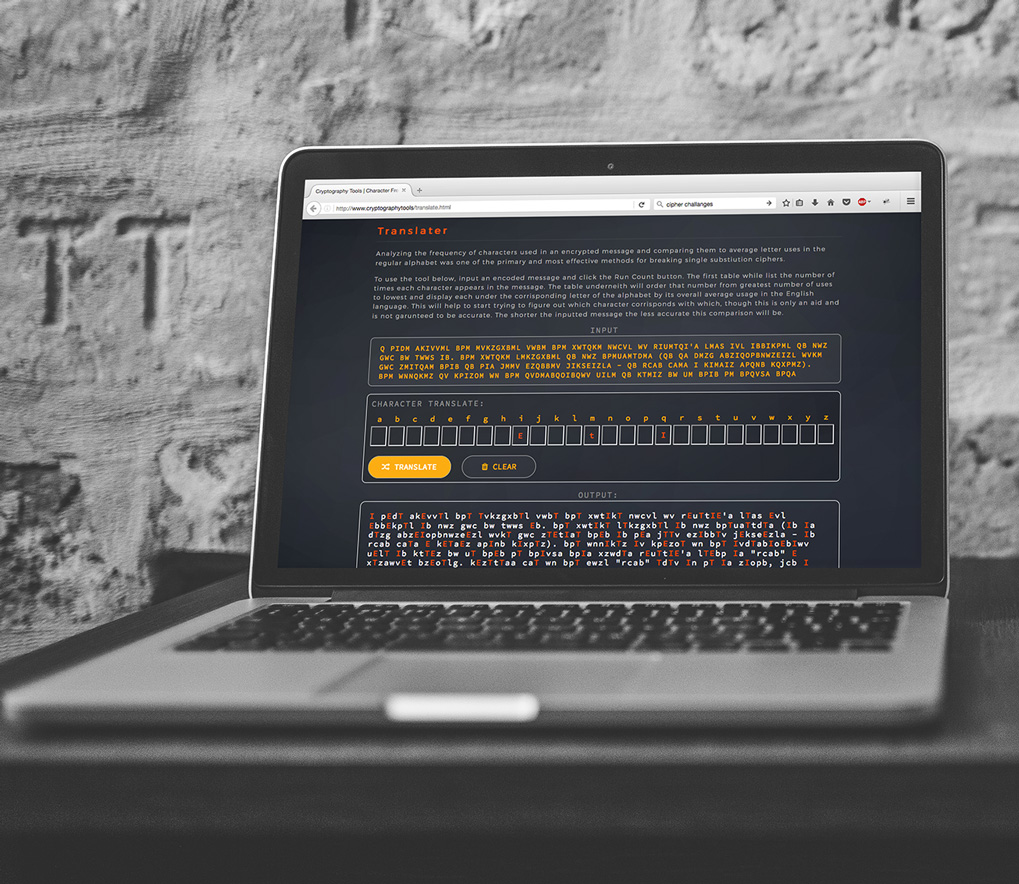 Cryptography Tools | Character Fre × +
http://www.cryptographytools/translate.html cipher challanges ABP
Translater
Analyzing the frequency of characters used in an encrypted message and comparing them to average letter uses in the
regular alphabet was one of the primary and most effective methods for breaking single substiution ciphers.
To use the tool below, input an encoded message and click the Run Count button. The first table while list the number of
times each character appears in the message. The table underneith will order that number from greatest number of uses
to lowest and display each under the corrisponding letter of the alphabet by its overall average usage in the English
language. This will help to start trying to figure out which character corrisponds with which, though this is only an aid and
is not garunteed to be accurate. The shorter the inputted message the less accurate this comparison will be.
INPUT
Q PIDM AKIVVML BPM MVKZGXBML VWBM BPM XWTQKM NWCVL WV RIUMTQI'A LMAS IVL IBBIKPML QB NWZ
GWC BW TWWS IB. BPM XWTQKM LMKZGXBML QB NWZ BPMUAMTDMA (QB QA DMZG ABZIQOPBNWZEIZL WVKM
GWC ZMITQAM BPIB QB PIA JMMV EZQBBMV JIKSEIZLA – QB RCAB CAMA I KIMAIZ APQNB KQXPMZ).
BPM WNNQKMZ QV KPIZOM WN BPM QVDMABQOIBQWV UILM QB KTMIZ BW UM BPIB PM BPQVSA BPQA
CHARACTER TRANSLATE:
a b c d e f g h i j k l m n o p q r s t u v w x y z
E t I
TRANSLATE CLEAR
OUTPUT:
I pEdT akEvvTl bpT TvkzgxbTl vwbT bpT xwtIkT nwcvl wv rEuTtIE'a lTas Evl
EbbEkpTl Ib nwz gwc bw twws Eb. bpT xwtIkT lTkzgxbTl Ib nwz bpTuaTtdTa (Ib Ia
dTzg abzEIopbnwzeEzl wvkT gwc zTEtIaT bpEb Ib pEa jTTv ezIbbTv jEkseEzla – Ib
rcab caTa E kETaEz apInb kIxpTz). bpT wnnIkTz Iv kpEzoT wn bpT IvdTabIoEbIwv
uElT Ib ktTEz bw uT bpEb pT bpIvsa bpIa xzwdTa rEuTtIE'a lTEbp Ia "rcab" E
xTzawvEt bzEoTlg. kEzTtTaa caT wn bpT ewzl "rcab" TdTv In pT Ia zIopb, jcb I